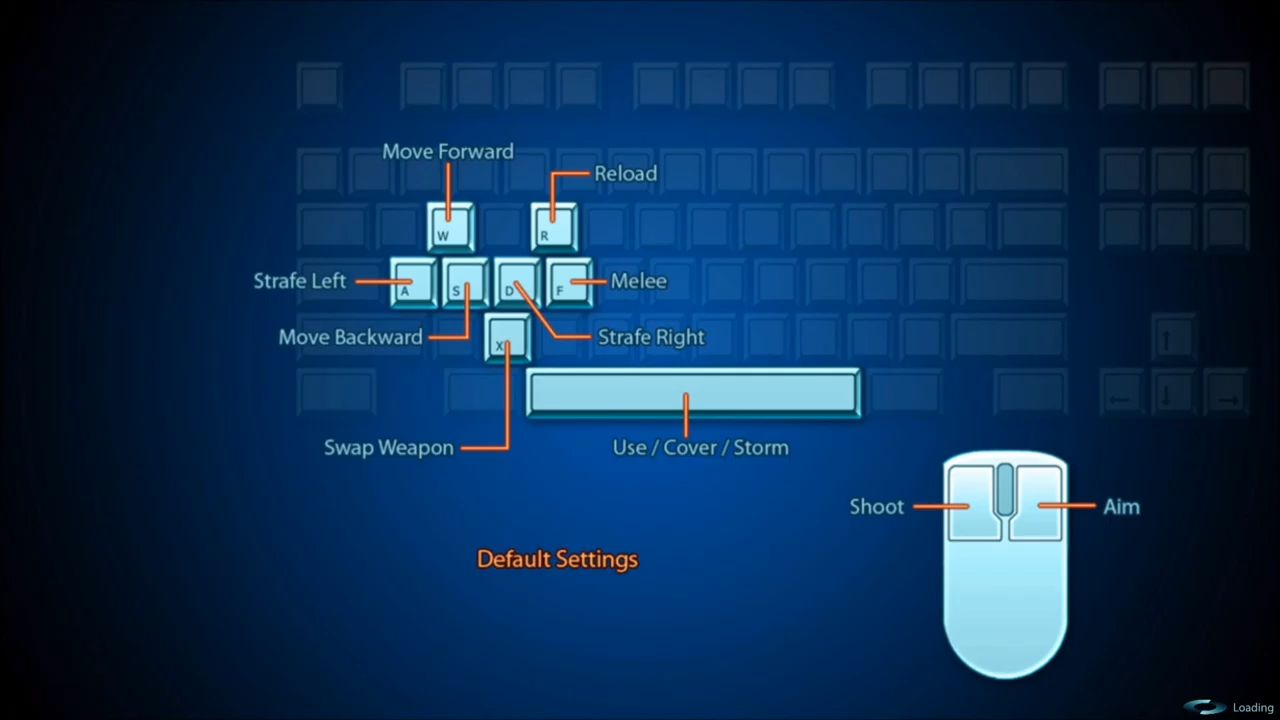 Move Forward
Reload
W
R
Strafe Left
A
S
D
F
Melee
Move Backward
X
Strafe Right
Swap Weapon
Use / Cover / Storm
Shoot
Aim
Default Settings
Loading